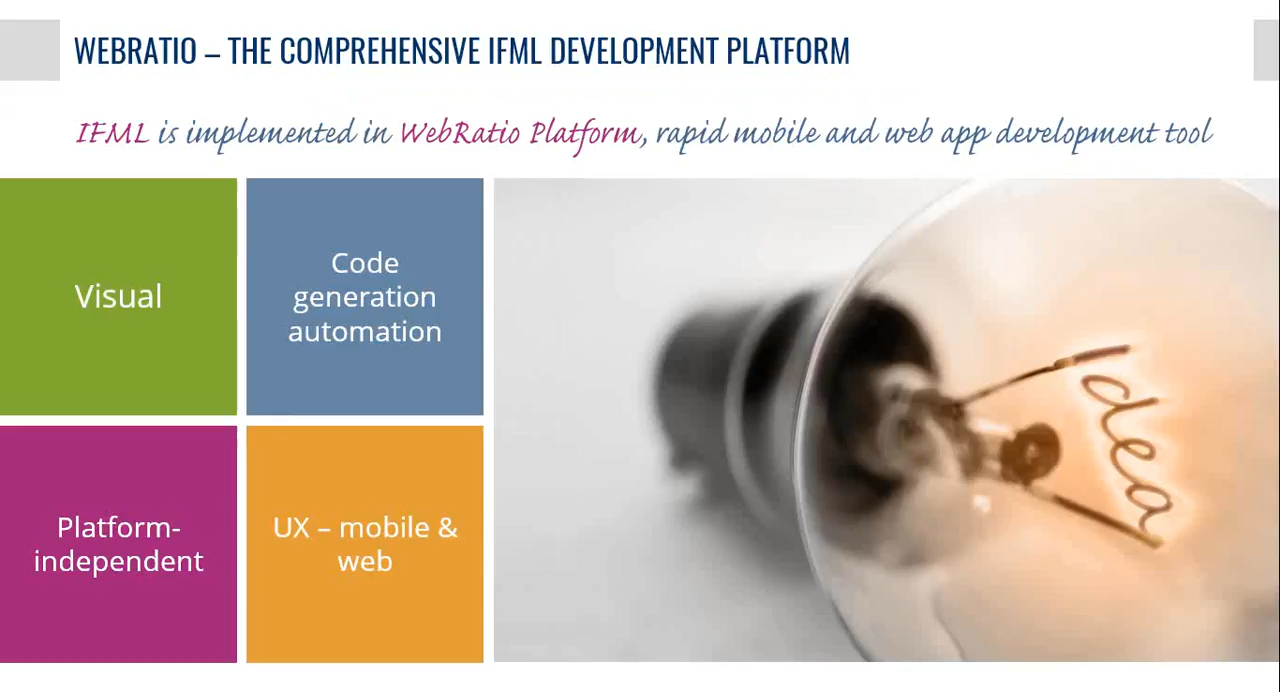 WEBRATIO – THE COMPREHENSIVE IFML DEVELOPMENT PLATFORM
IFML is implemented in WebRatio Platform, rapid mobile and web app development tool
Visual
Code
generation
automation
Platform-
independent
UX – mobile &
web
Idea